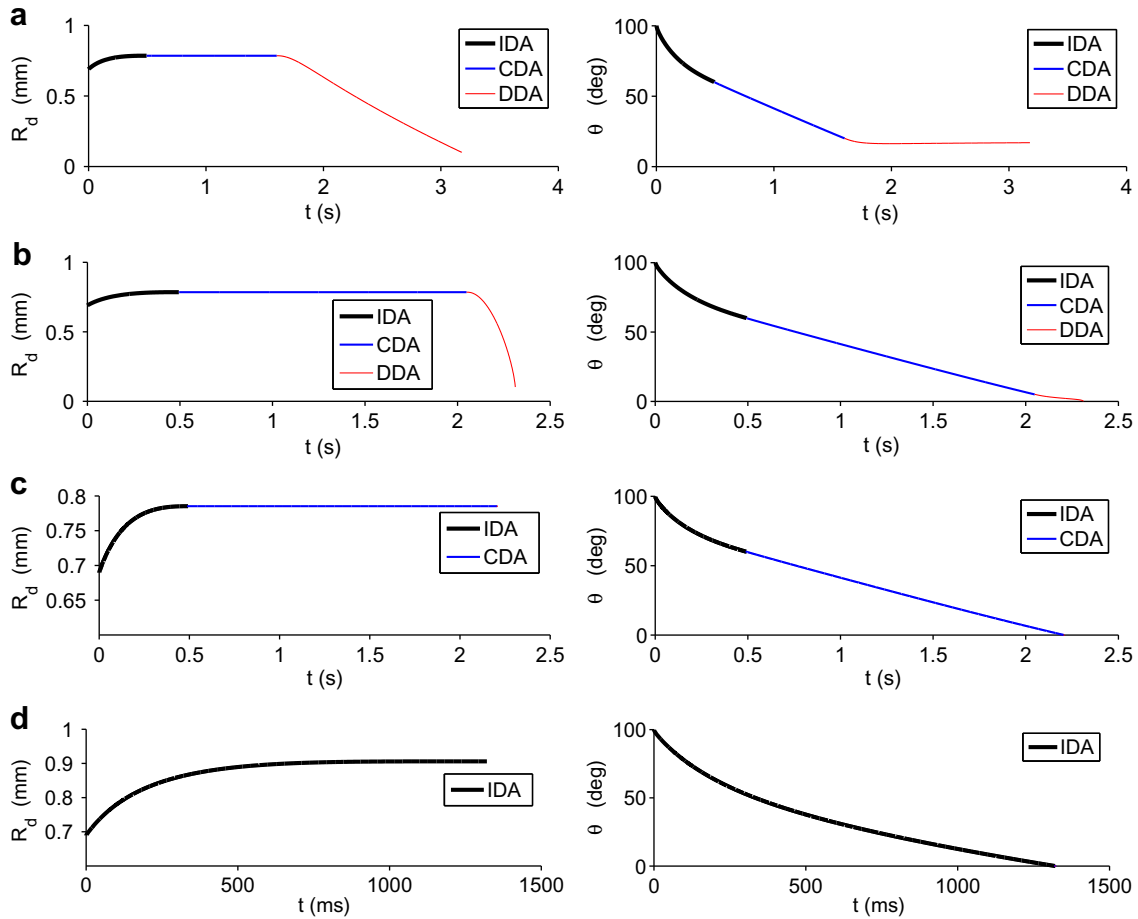 a
1
0.5
0
R_d (mm)
0 1 2 3 4
t (s)
IDA
CDA
DDA
100
50
0
θ (deg)
0 1 2 3 4
t (s)
IDA
CDA
DDA
b
1
0.5
0
R_d (mm)
0 0.5 1 1.5 2 2.5
t (s)
IDA
CDA
DDA
100
50
0
θ (deg)
0 0.5 1 1.5 2 2.5
t (s)
IDA
CDA
DDA
c
0.8
0.75
0.7
0.65
R_d (mm)
0 0.5 1 1.5 2 2.5
t (s)
IDA
CDA
100
50
0
θ (deg)
0 0.5 1 1.5 2 2.5
t (s)
IDA
CDA
d
1
0.9
0.8
0.7
R_d (mm)
0 500 1000 1500
t (ms)
IDA
100
50
0
θ (deg)
0 500 1000 1500
t (ms)
IDA